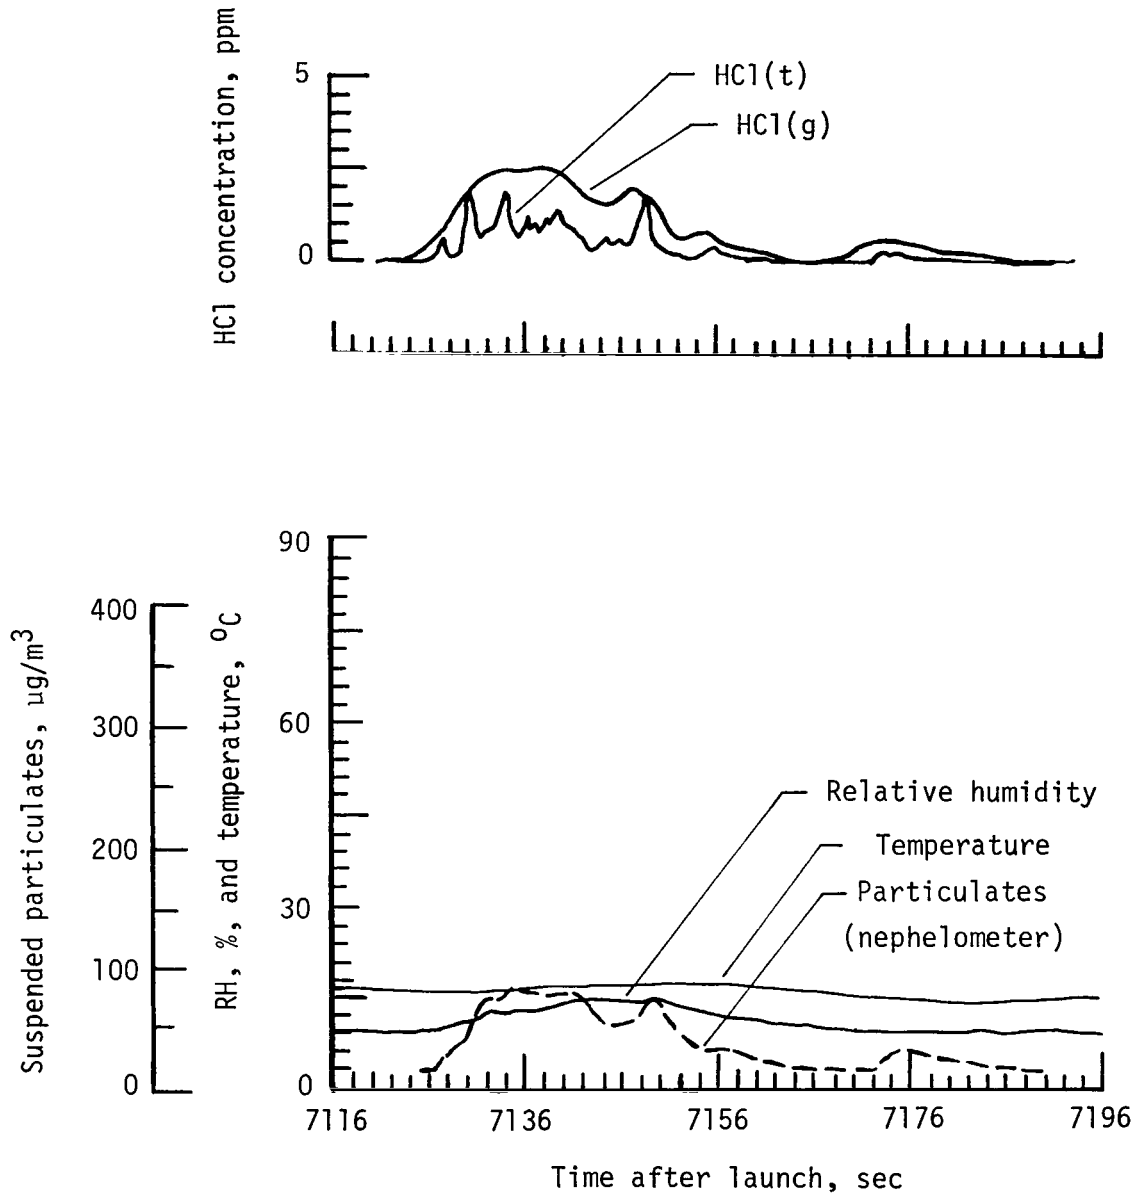 HCl concentration, ppm
5
0
HCl(t)
HCl(g)
Suspended particulates, ug/m3
400
300
200
100
0
RH, %, and temperature, °C
90
60
30
0
Relative humidity
Temperature
Particulates
(nephelometer)
7116
7136
7156
7176
7196
Time after launch, sec